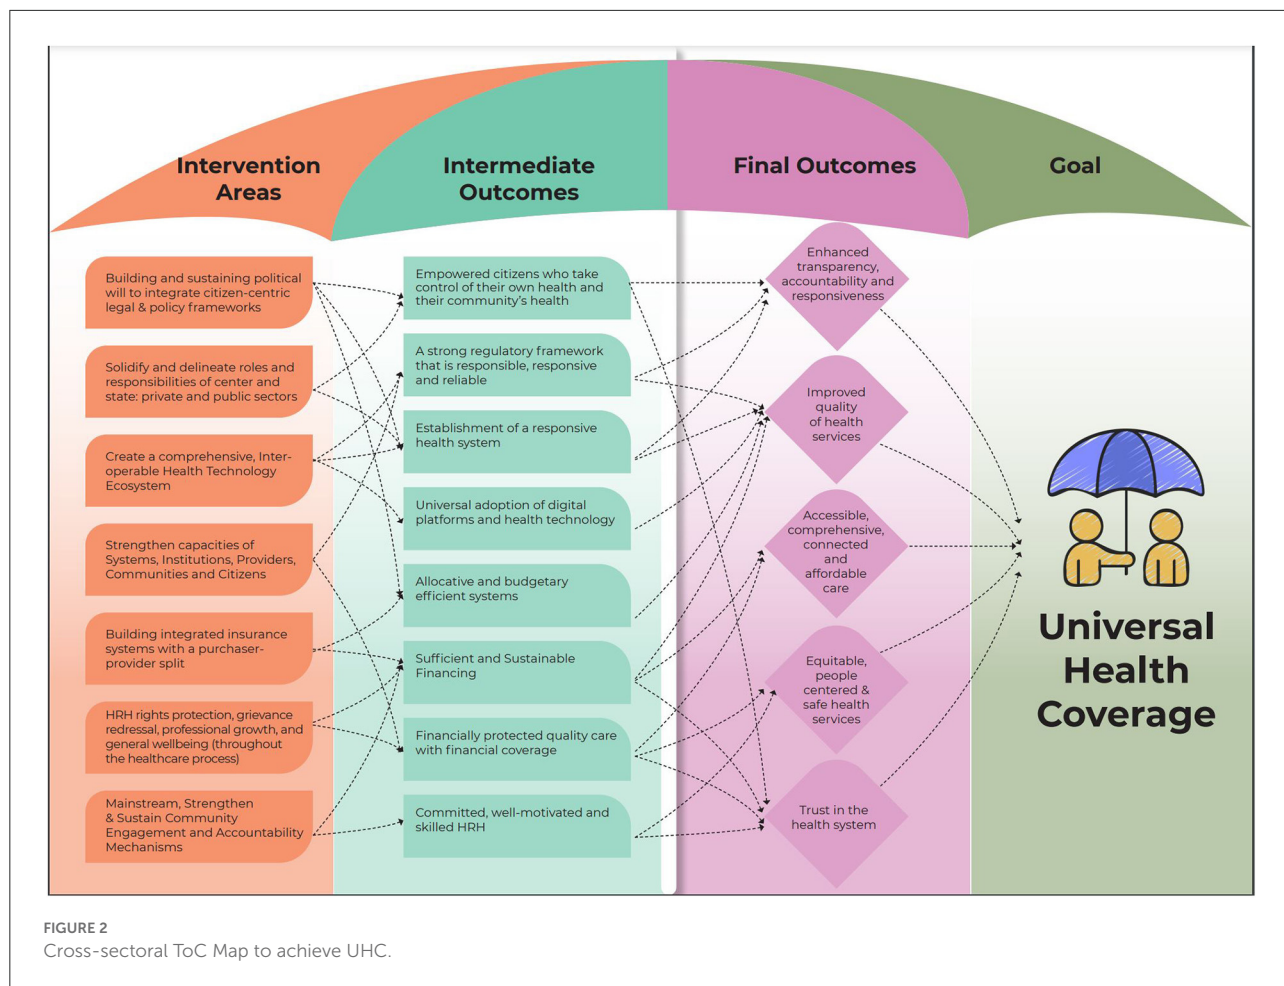 Intervention
Areas
Intermediate
Outcomes
Final Outcomes
Goal
Building and sustaining political
will to integrate citizen-centric
legal & policy frameworks
Solidify and delineate roles and
responsibilities of center and
state: private and public sectors
Create a comprehensive, Inter-
operable Health Technology
Ecosystem
Strengthen capacities of
Systems, Institutions, Providers,
Communities and Citizens
Building integrated insurance
systems with a purchaser-
provider split
HRH rights protection, grievance
redressal, professional growth, and
general wellbeing (throughout
the healthcare process)
Mainstream, Strengthen
& Sustain Community
Engagement and Accountability
Mechanisms
Empowered citizens who take
control of their own health and
their community's health
A strong regulatory framework
that is responsible, responsive
and reliable
Establishment of a responsive
health system
Universal adoption of digital
platforms and health technology
Allocative and budgetary
efficient systems
Sufficient and Sustainable
Financing
Financially protected quality care
with financial coverage
Committed, well-motivated and
skilled HRH
Enhanced
transparency,
accountability and
responsiveness
Improved
quality
of health
services
Accessible,
comprehensive,
connected
and
affordable
care
Equitable,
people
centered &
safe health
services
Trust in the
health system
Universal
Health
Coverage
FIGURE 2
Cross-sectoral ToC Map to achieve UHC.